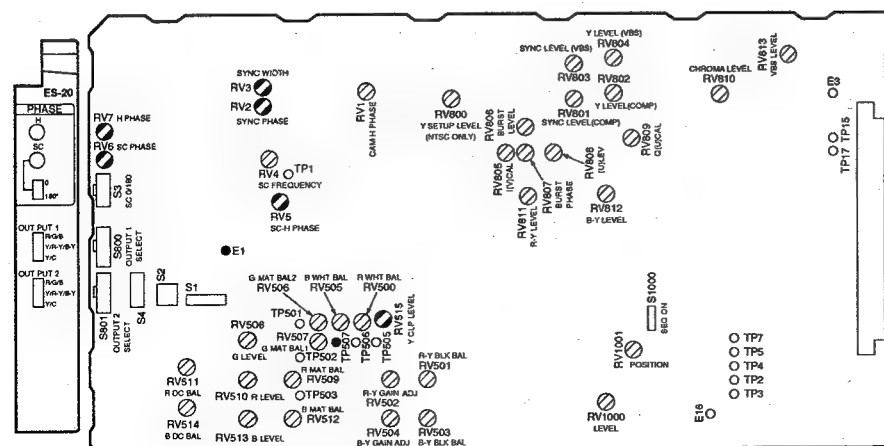 ES-20
PHASE
H
SC
0
180°
OUTPUT 1
R/G/B
Y/R-Y/B-Y
Y/C
OUTPUT 2
R/G/B
Y/R-Y/B-Y
Y/C
RV7 H PHASE
RV6 SC PHASE
S3
SC 0/180
S800
OUTPUT 1
SELECT
S801
OUTPUT 2
SELECT
S4
S2
S1
SYNC WIDTH
RV3
RV2
SYNC PHASE
RV1
CAM H PHASE
RV4
TP1
SC FREQUENCY
RV5
SC-H PHASE
E1
RV800
Y SETUP LEVEL
(NTSC ONLY)
SYNC LEVEL (VBS)
RV803
Y LEVEL (VBS)
RV804
RV802
Y LEVEL (COMP)
RV801
SYNC LEVEL (COMP)
RV806
BURST
LEVEL
RV805
I(V)CAL
RV807
BURST
PHASE
RV808
(U)LEV
RV809
Q(U)CAL
RV811
R-Y LEVEL
RV812
B-Y LEVEL
CHROMA LEVEL
RV810
RV813
VBS LEVEL
E3
TP15
TP17
G MAT BAL2
RV506
B WHT BAL
RV505
R WHT BAL
RV500
RV515
Y CLP LEVEL
TP501
RV508
G LEVEL
RV507
G MAT BAL1
TP502
TP507
TP506
TP505
RV511
R DC BAL
RV510 R LEVEL
R MAT BAL
RV509
TP503
RV514
B DC BAL
RV513 B LEVEL
B MAT BAL
RV512
R-Y BLK BAL
RV501
R-Y GAIN ADJ
RV502
RV504
B-Y GAIN ADJ
RV503
B-Y BLK BAL
S1000
SEQ ON
RV1001
POSITION
RV1000
LEVEL
TP7
TP5
TP4
TP2
TP3
E16